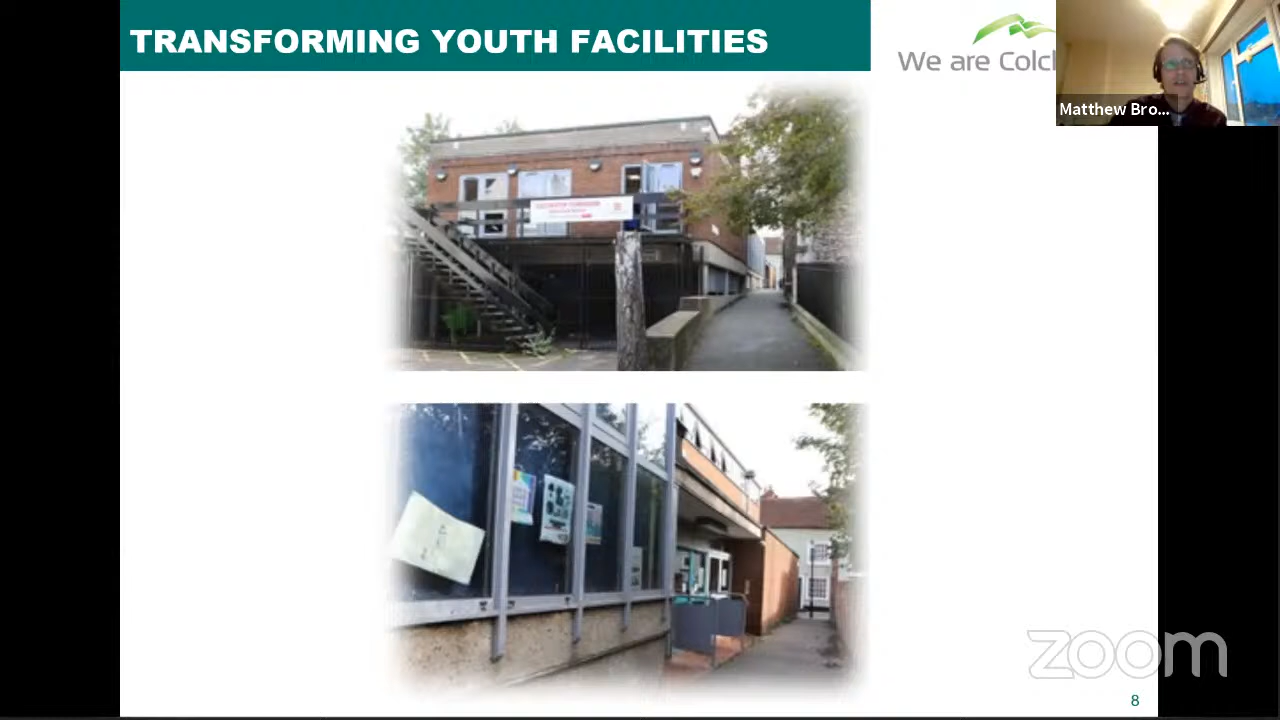 TRANSFORMING YOUTH FACILITIES
We are Colc
Matthew Bro...
zoom
8